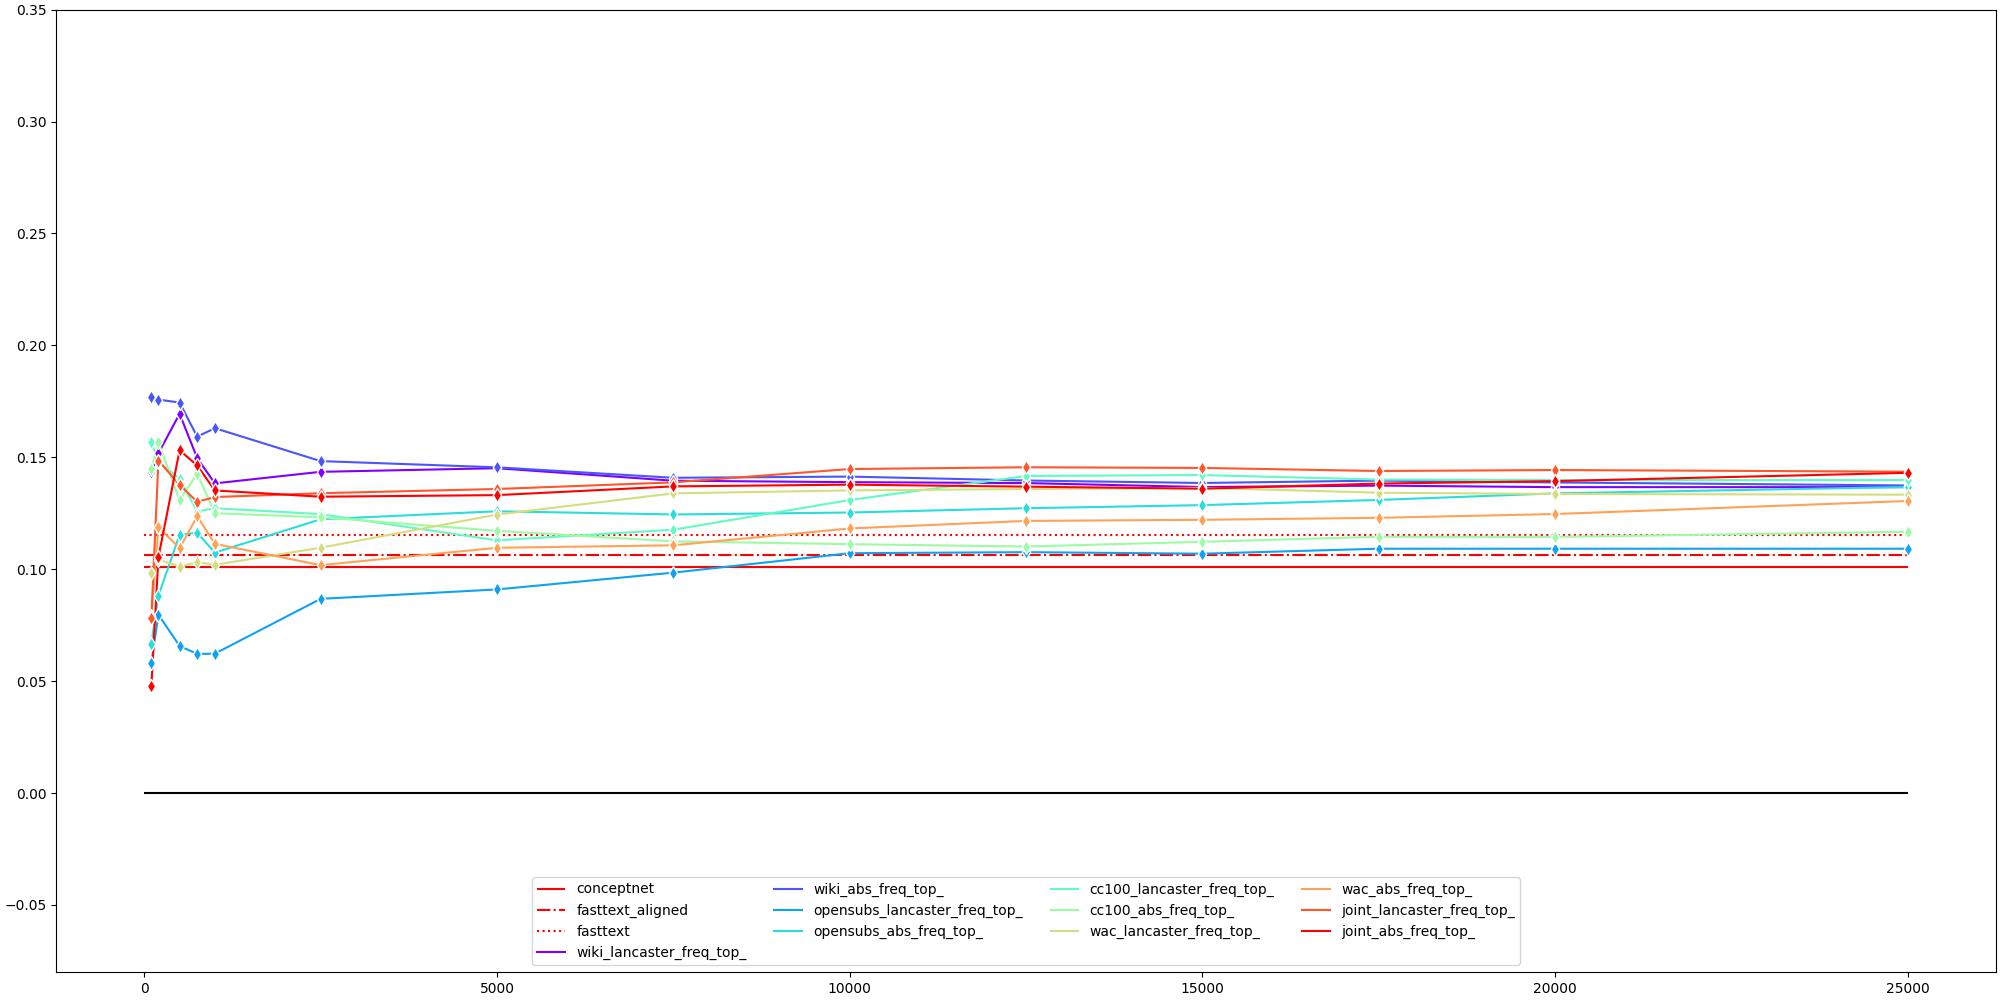 0.35
0.30
0.25
0.20
0.15
0.10
0.05
0.00
−0.05
conceptnet
fasttext_aligned
fasttext
wiki_lancaster_freq_top_
wiki_abs_freq_top_
opensubs_lancaster_freq_top_
opensubs_abs_freq_top_
cc100_lancaster_freq_top_
cc100_abs_freq_top_
wac_lancaster_freq_top_
wac_abs_freq_top_
joint_lancaster_freq_top_
joint_abs_freq_top_
0 5000 10000 15000 20000 25000